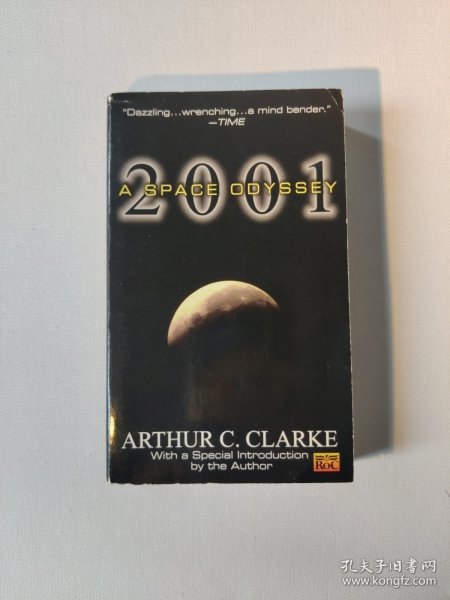 "Dazzling...wrenching...a mind bender."
—TIME
2001
A SPACE ODYSSEY
ARTHUR C. CLARKE
With a Special Introduction
by the Author
ROC
孔夫子旧书网
www.kongfz.com